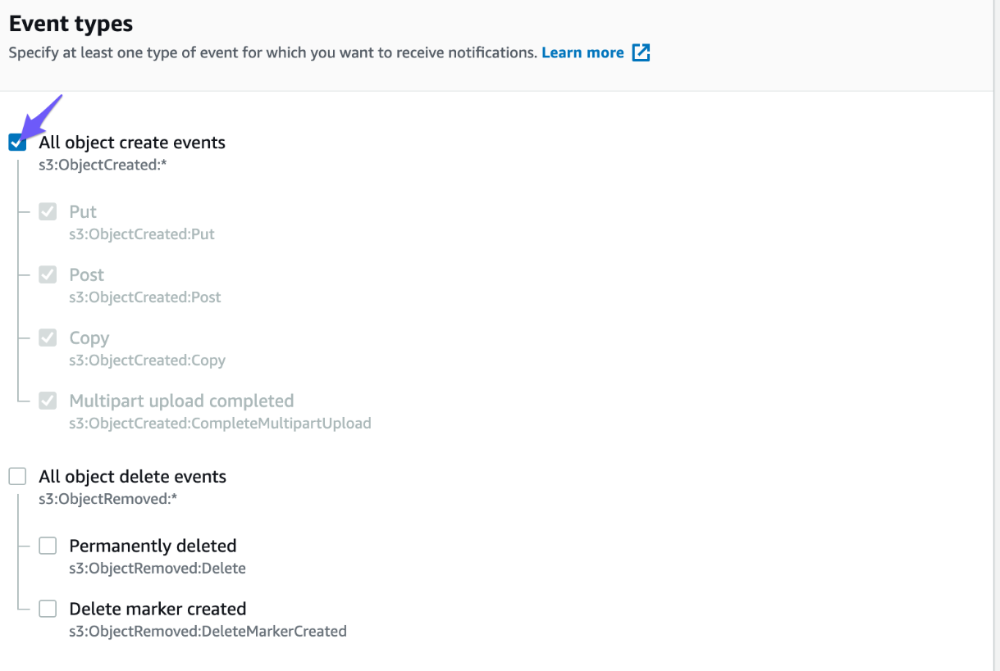 Event types
Specify at least one type of event for which you want to receive notifications. Learn more
All object create events
s3:ObjectCreated:*
Put
s3:ObjectCreated:Put
Post
s3:ObjectCreated:Post
Copy
s3:ObjectCreated:Copy
Multipart upload completed
s3:ObjectCreated:CompleteMultipartUpload
All object delete events
s3:ObjectRemoved:*
Permanently deleted
s3:ObjectRemoved:Delete
Delete marker created
s3:ObjectRemoved:DeleteMarkerCreated